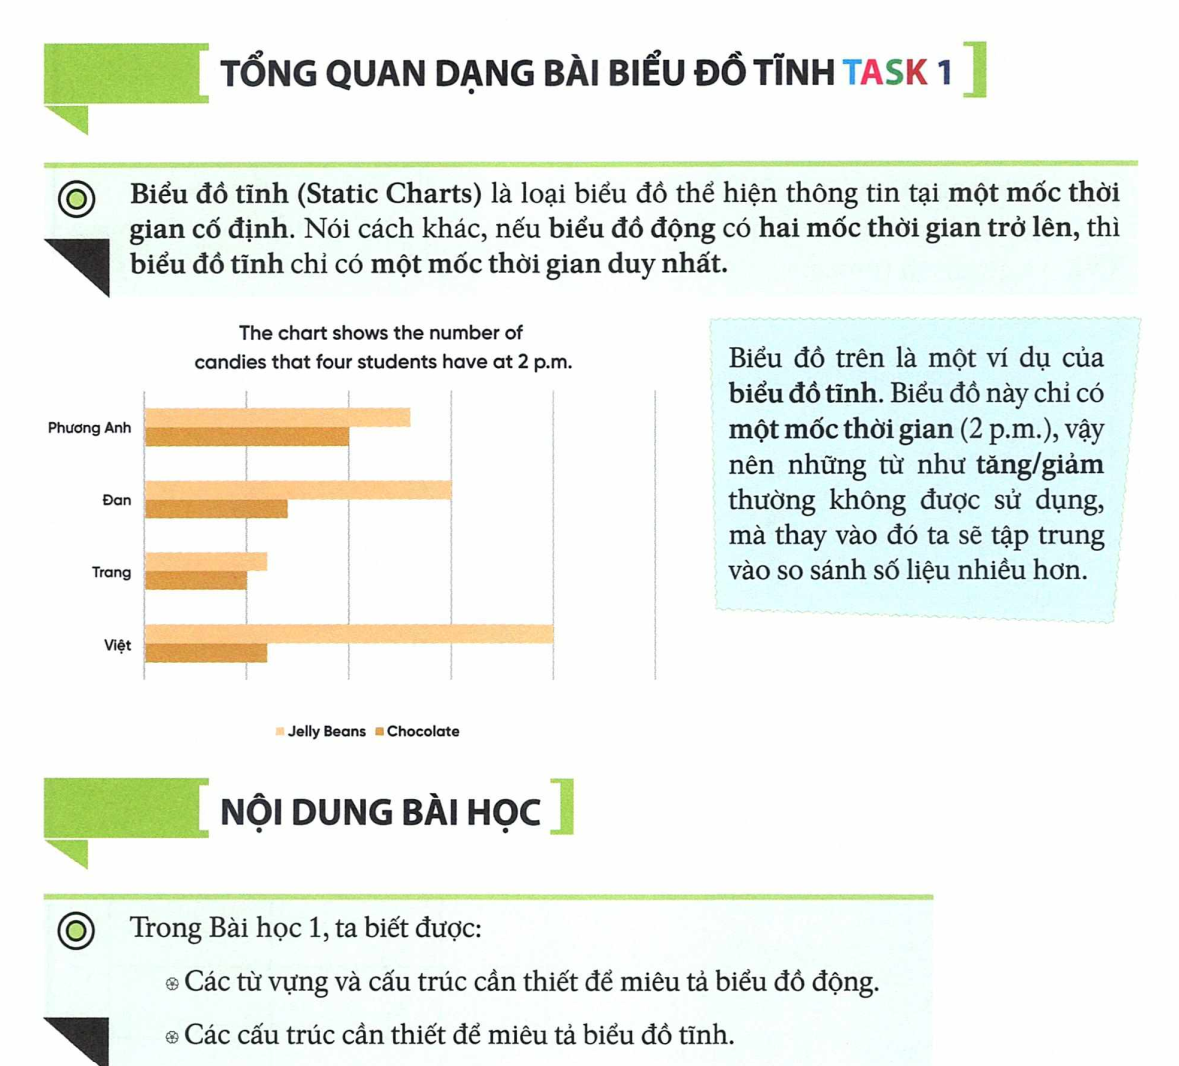 TỔNG QUAN DẠNG BÀI BIỂU ĐỒ TĨNH TASK 1
Biểu đồ tĩnh (Static Charts) là loại biểu đồ thể hiện thông tin tại một mốc thời
gian cố định. Nói cách khác, nếu biểu đồ động có hai mốc thời gian trở lên, thì
biểu đồ tĩnh chỉ có một mốc thời gian duy nhất.
The chart shows the number of
candies that four students have at 2 p.m.
Phương Anh
Đan
Trang
Việt
Jelly Beans Chocolate
Biểu đồ trên là một ví dụ của
biểu đồ tĩnh. Biểu đồ này chỉ có
một mốc thời gian (2 p.m.), vậy
nên những từ như tăng/giảm
thường không được sử dụng,
mà thay vào đó ta sẽ tập trung
vào so sánh số liệu nhiều hơn.
NỘI DUNG BÀI HỌC
Trong Bài học 1, ta biết được:
Các từ vựng và cấu trúc cần thiết để miêu tả biểu đồ động.
Các cấu trúc cần thiết để miêu tả biểu đồ tĩnh.